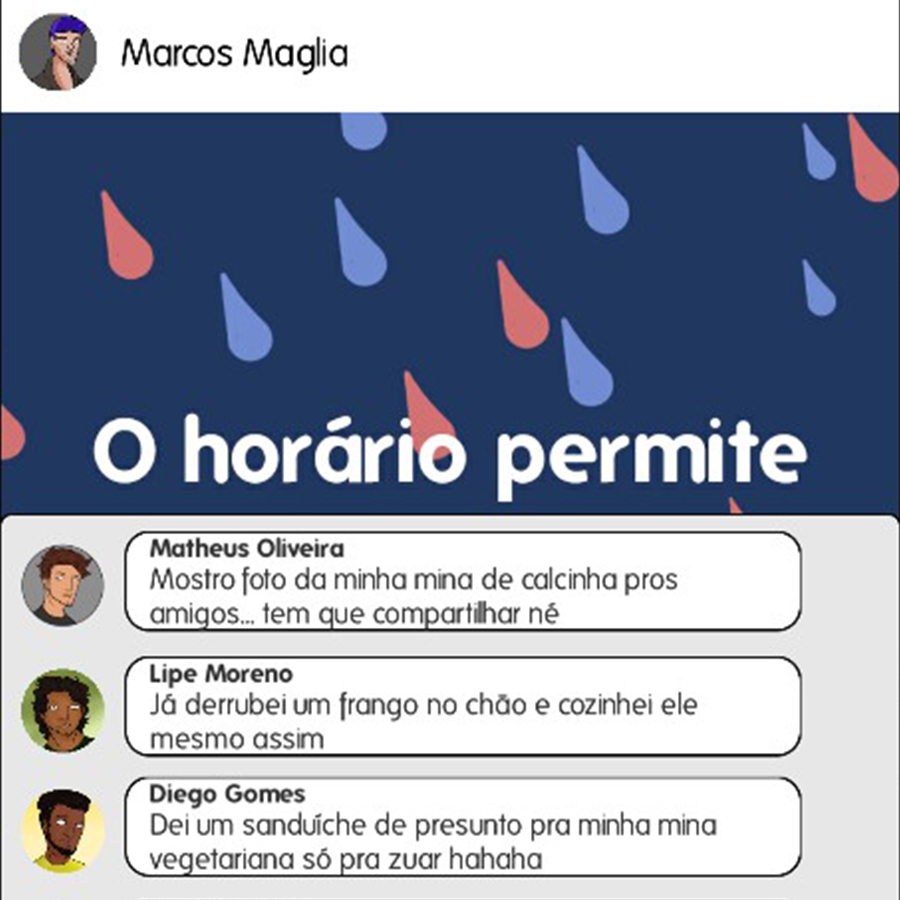 Marcos Maglia
O horário permite
Matheus Oliveira
Mostro foto da minha mina de calcinha pros
amigos... tem que compartilhar né
Lipe Moreno
Já derrubei um frango no chão e cozinhei ele
mesmo assim
Diego Gomes
Dei um sanduíche de presunto pra minha mina
vegetariana só pra zuar hahaha